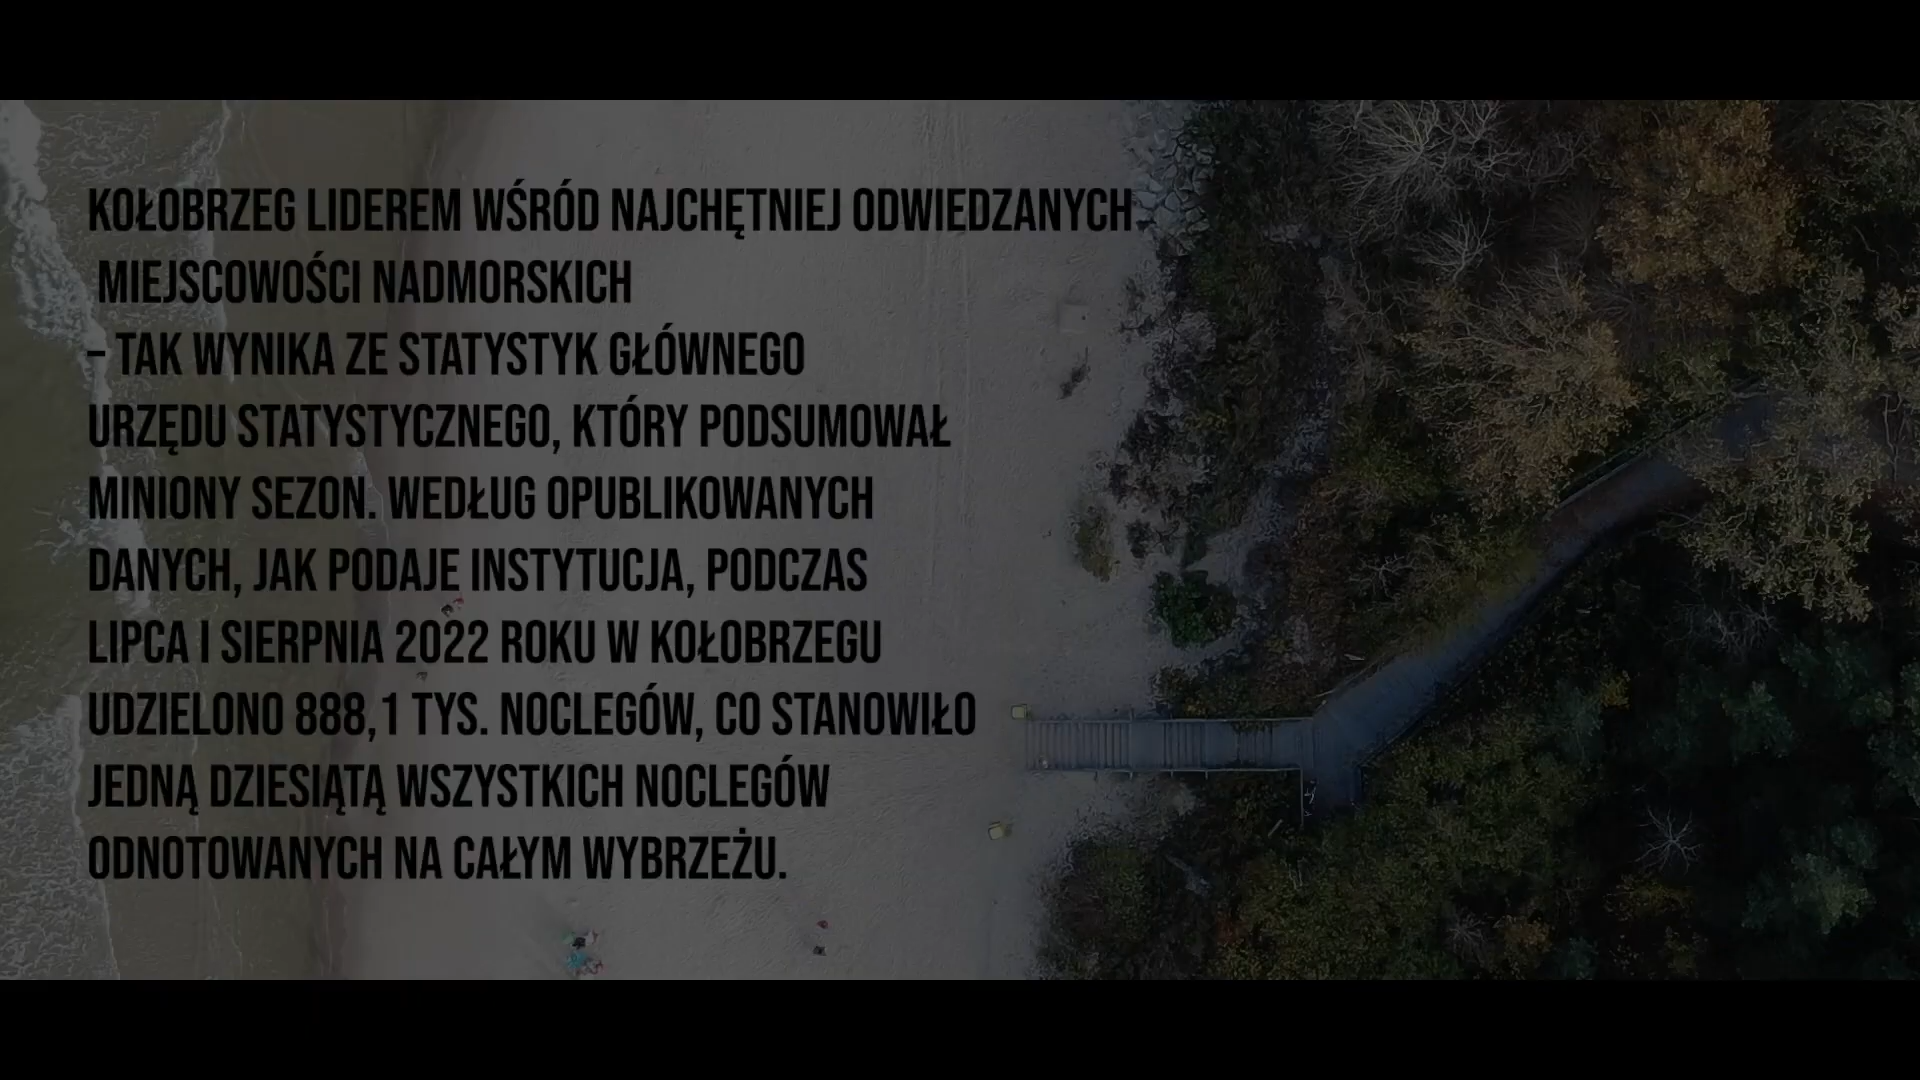 KOŁOBRZEG LIDEREM WŚRÓD NAJCHĘTNIEJ ODWIEDZANYCH
MIEJSCOWOŚCI NADMORSKICH
– TAK WYNIKA ZE STATYSTYK GŁÓWNEGO
URZĘDU STATYSTYCZNEGO, KTÓRY PODSUMOWAŁ
MINIONY SEZON. WEDŁUG OPUBLIKOWANYCH
DANYCH, JAK PODAJE INSTYTUCJA, PODCZAS
LIPCA I SIERPNIA 2022 ROKU W KOŁOBRZEGU
UDZIELONO 888,1 TYS. NOCLEGÓW, CO STANOWIŁO
JEDNĄ DZIESIĄTĄ WSZYSTKICH NOCLEGÓW
ODNOTOWANYCH NA CAŁYM WYBRZEŻU.